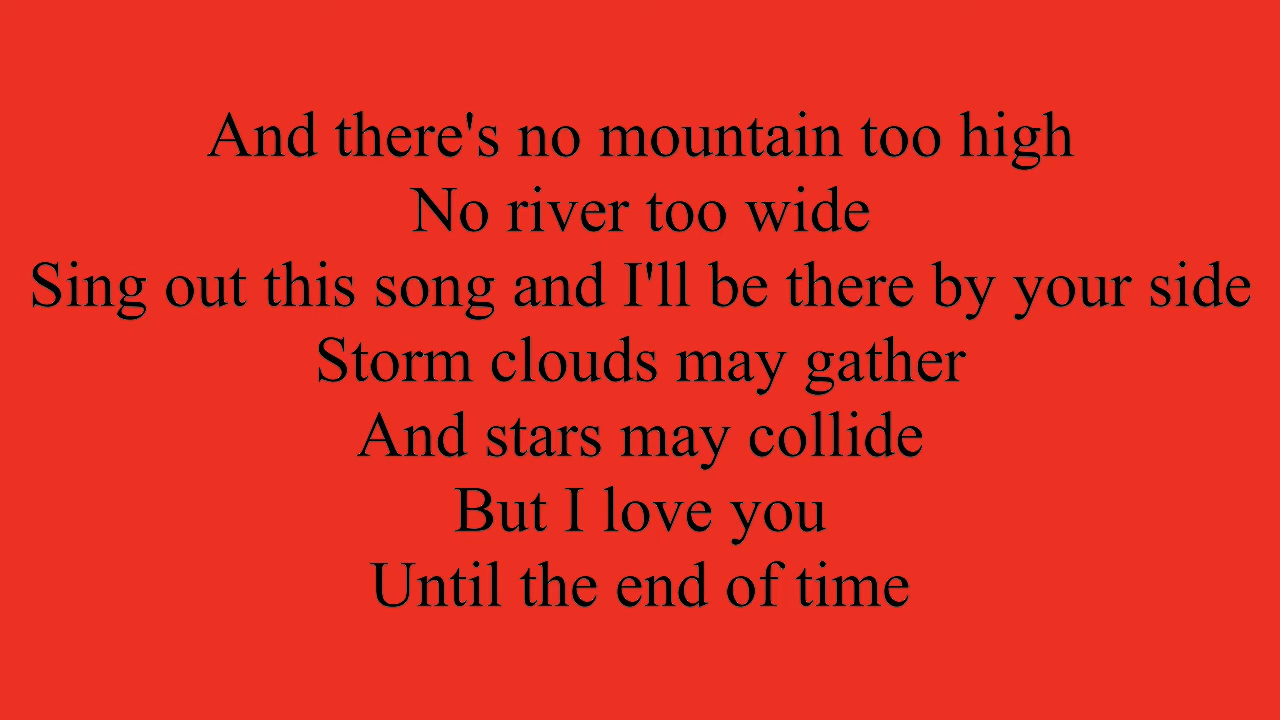 And there's no mountain too high
No river too wide
Sing out this song and I'll be there by your side
Storm clouds may gather
And stars may collide
But I love you
Until the end of time